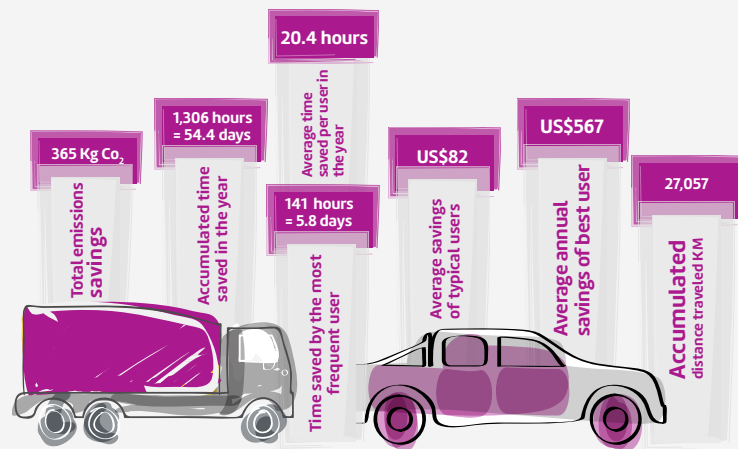 365 Kg Co₂
Total emissions
savings
1,306 hours
= 54.4 days
Accumulated time
saved in the year
20.4 hours
Average time
saved per user in
the year
141 hours
= 5.8 days
Time saved by the most
frequent user
US$82
Average savings
of typical users
US$567
Average annual
savings of best user
27,057
Accumulated
distance traveled KM